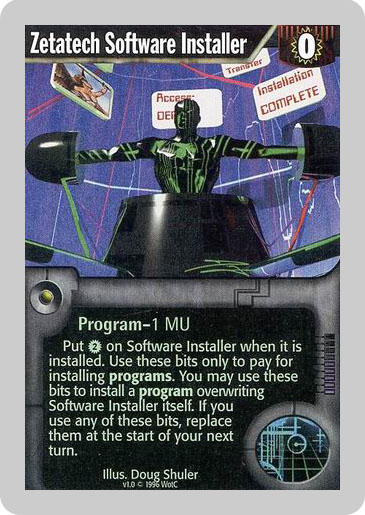 Zetatech Software Installer
0
Transfer
Installation
COMPLETE
Access:
Program–1 MU
Put 2 on Software Installer when it is
installed. Use these bits only to pay for
installing programs. You may use these
bits to install a program overwriting
Software Installer itself. If you
use any of these bits, replace
them at the start of your next
turn.
Illus. Doug Shuler
v1.0 © 1996 WotC